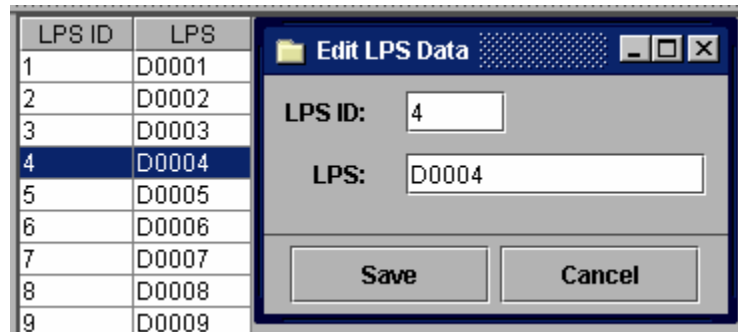 LPS ID LPS
1 D0001
2 D0002
3 D0003
4 D0004
5 D0005
6 D0006
7 D0007
8 D0008
9 D0009
Edit LPS Data
LPS ID: 4
LPS: D0004
Save Cancel